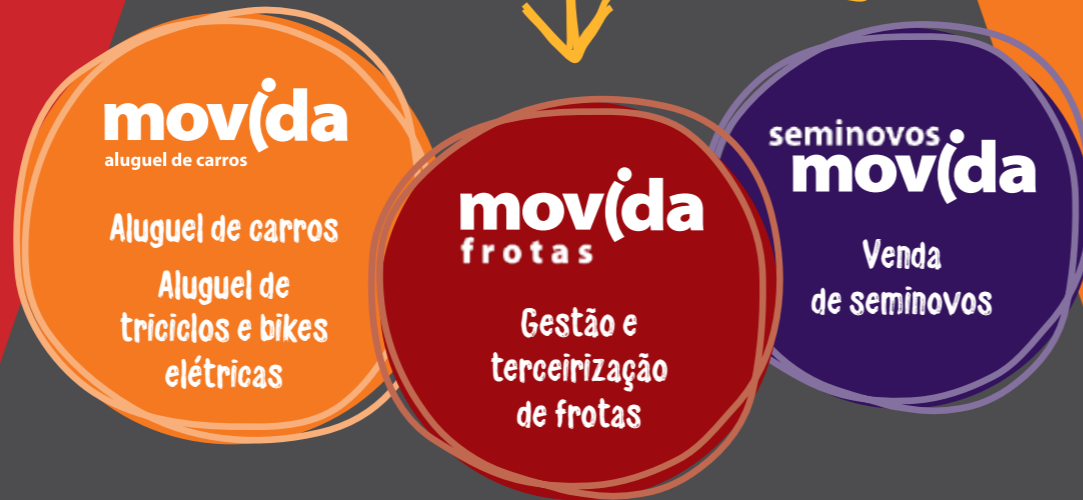 movida
aluguel de carros
Aluguel de carros
Aluguel de
triciclos e bikes
elétricas
movida
frotas
Gestão e
terceirização
de frotas
seminovos
movida
Venda
de seminovos